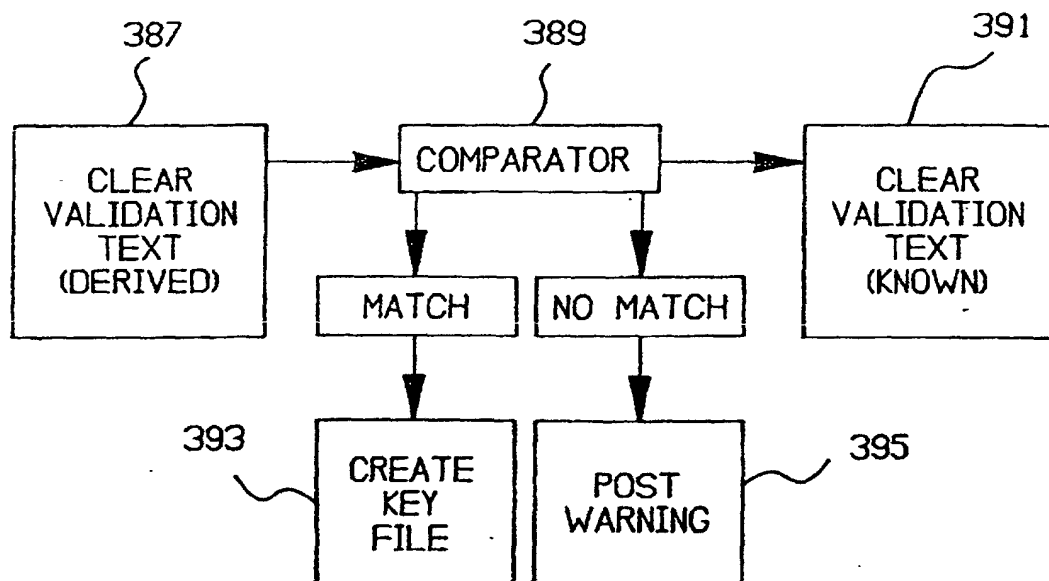 387
389
391
CLEAR
VALIDATION
TEXT
(DERIVED)
COMPARATOR
CLEAR
VALIDATION
TEXT
(KNOWN)
MATCH
NO MATCH
393
CREATE
KEY
FILE
POST
WARNING
395